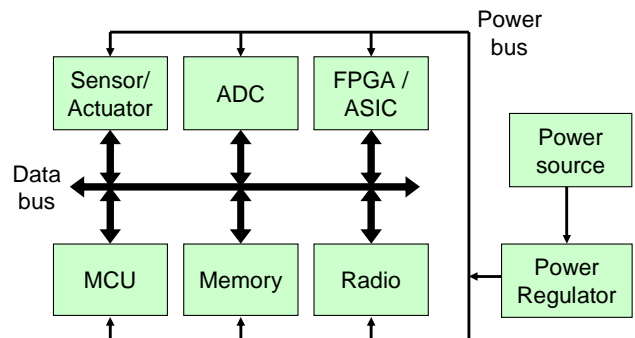 Power
bus
Sensor/
Actuator
ADC
FPGA /
ASIC
Power
source
Data
bus
MCU
Memory
Radio
Power
Regulator